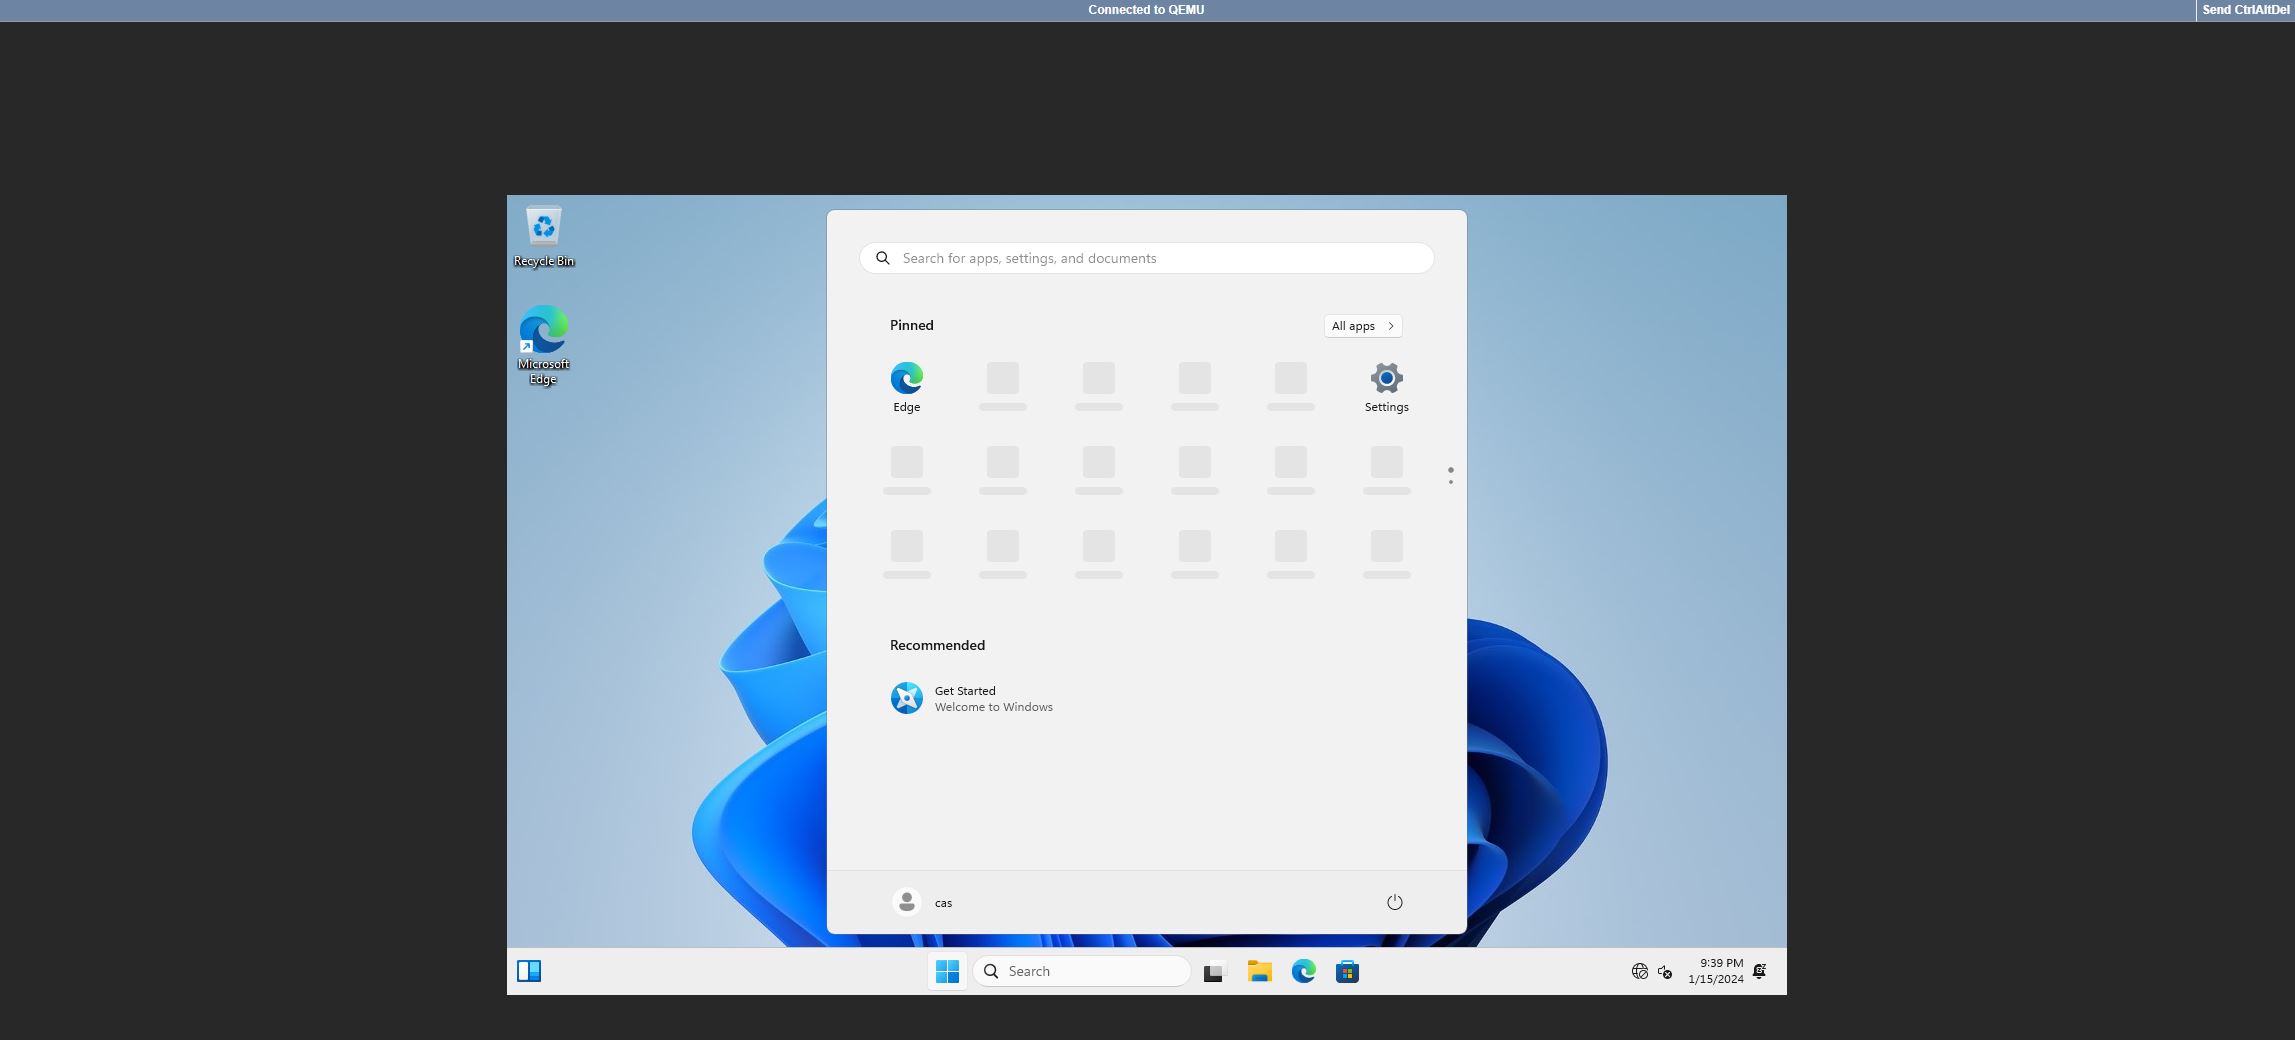 Connected to QEMU
Send CtrlAltDel
Recycle Bin
Microsoft
Edge
Search for apps, settings, and documents
Pinned
All apps
Edge
Settings
Recommended
Get Started
Welcome to Windows
cas
Search
9:39 PM
1/15/2024